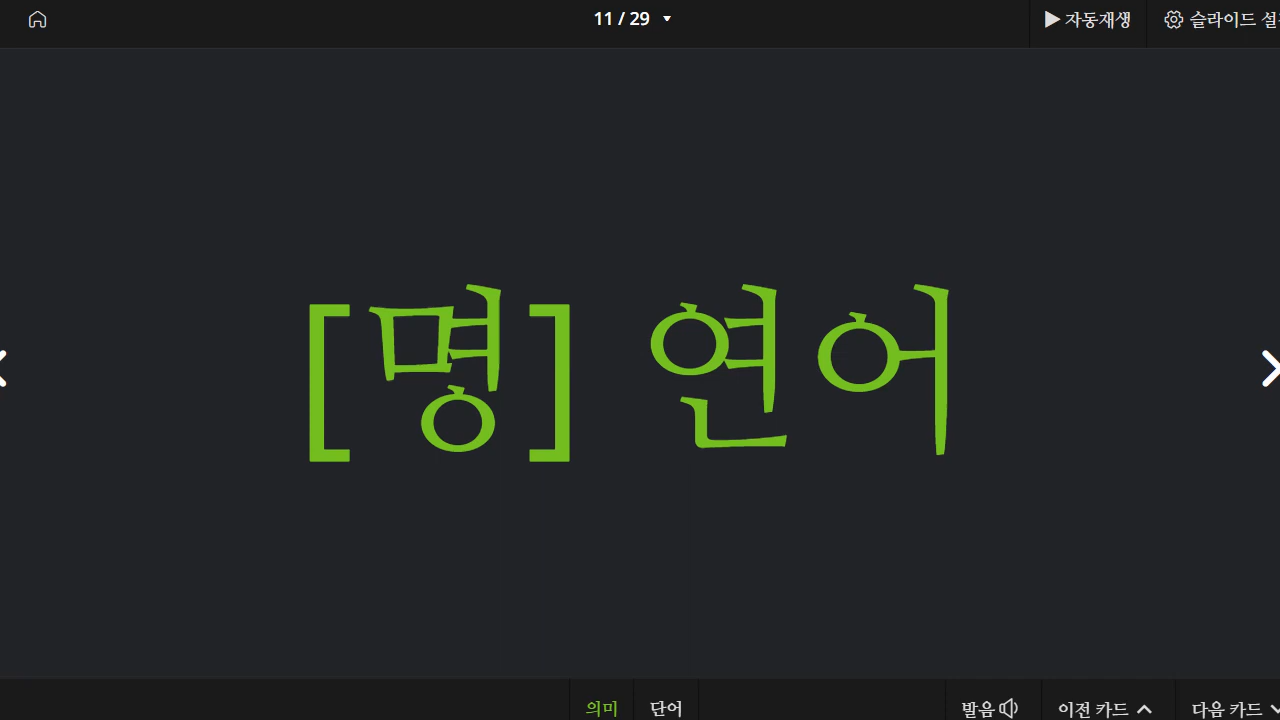 11 / 29
자동재생
슬라이드 설
[명] 연어
의미
단어
발음
이전 카드
다음 카드